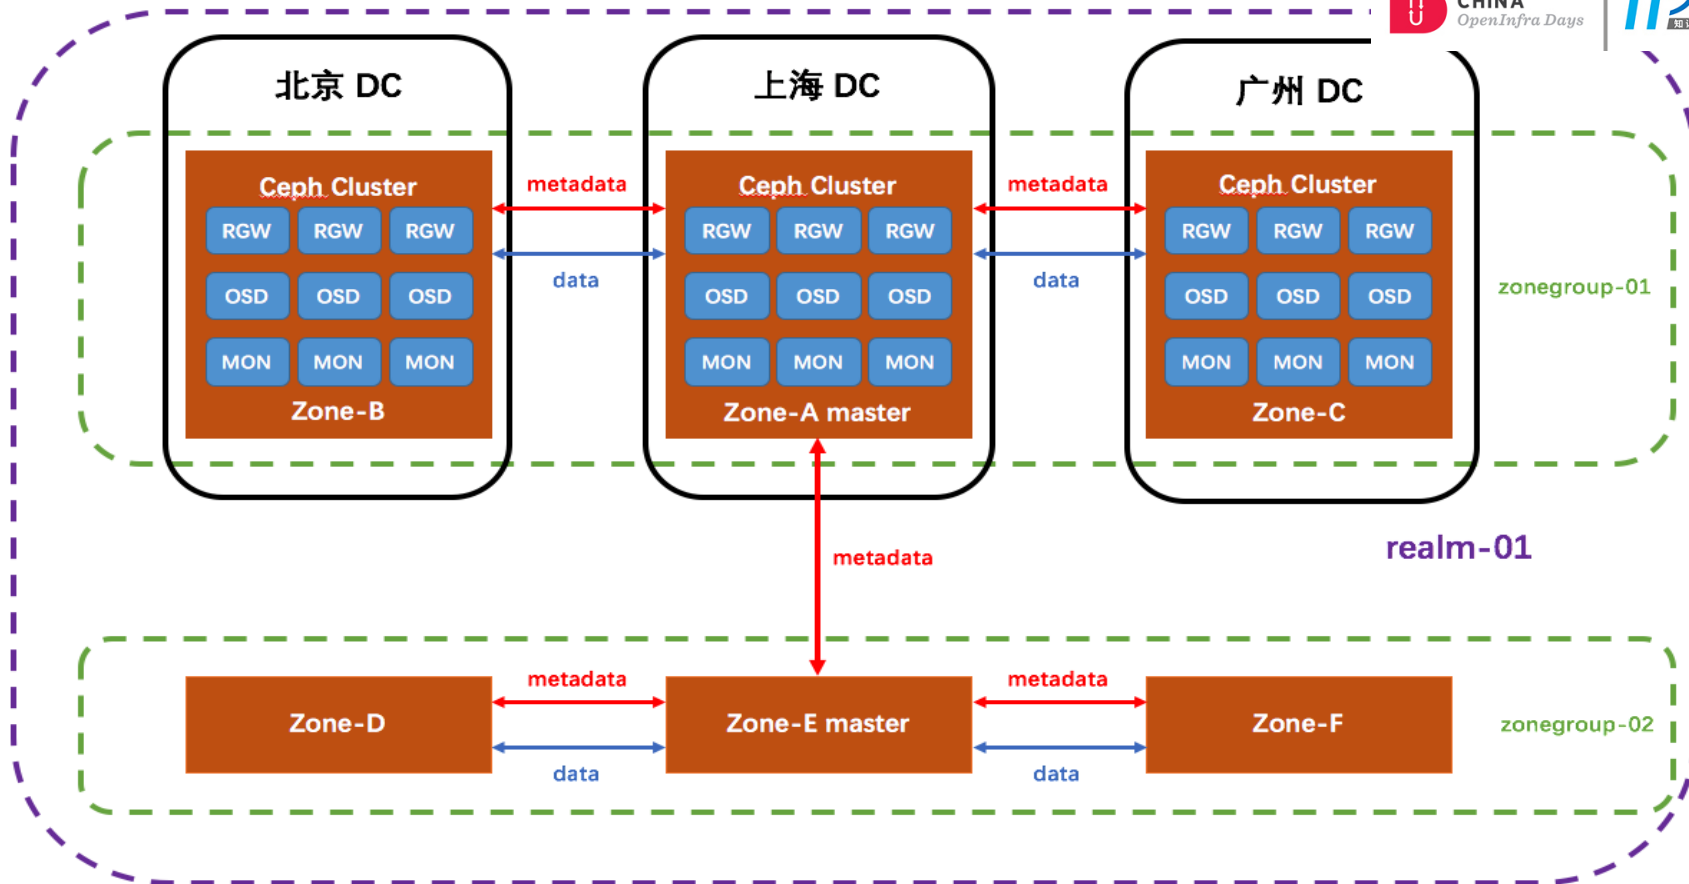 CHINA
OpenInfra Days
北京 DC
上海 DC
广州 DC
Ceph Cluster
RGW RGW RGW
OSD OSD OSD
MON MON MON
Zone-B
metadata
data
Ceph Cluster
RGW RGW RGW
OSD OSD OSD
MON MON MON
Zone-A master
metadata
data
Ceph Cluster
RGW RGW RGW
OSD OSD OSD
MON MON MON
Zone-C
zonegroup-01
metadata
realm-01
Zone-D
metadata
data
Zone-E master
metadata
data
Zone-F
zonegroup-02